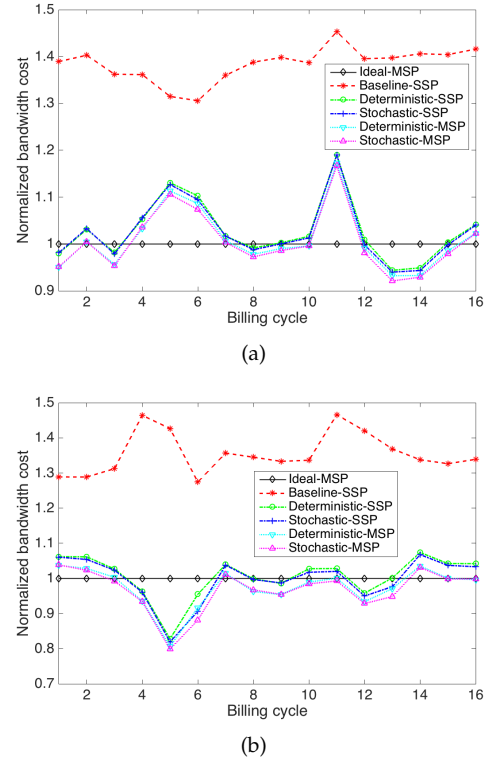 1.5
1.4
1.3
1.2
1.1
1
0.9
Normalized bandwidth cost
Ideal-MSP
Baseline-SSP
Deterministic-SSP
Stochastic-SSP
Deterministic-MSP
Stochastic-MSP
2 4 6 8 10 12 14 16
Billing cycle
(a)
1.5
1.4
1.3
1.2
1.1
1
0.9
0.8
0.7
Normalized bandwidth cost
Ideal-MSP
Baseline-SSP
Deterministic-SSP
Stochastic-SSP
Deterministic-MSP
Stochastic-MSP
2 4 6 8 10 12 14 16
Billing cycle
(b)